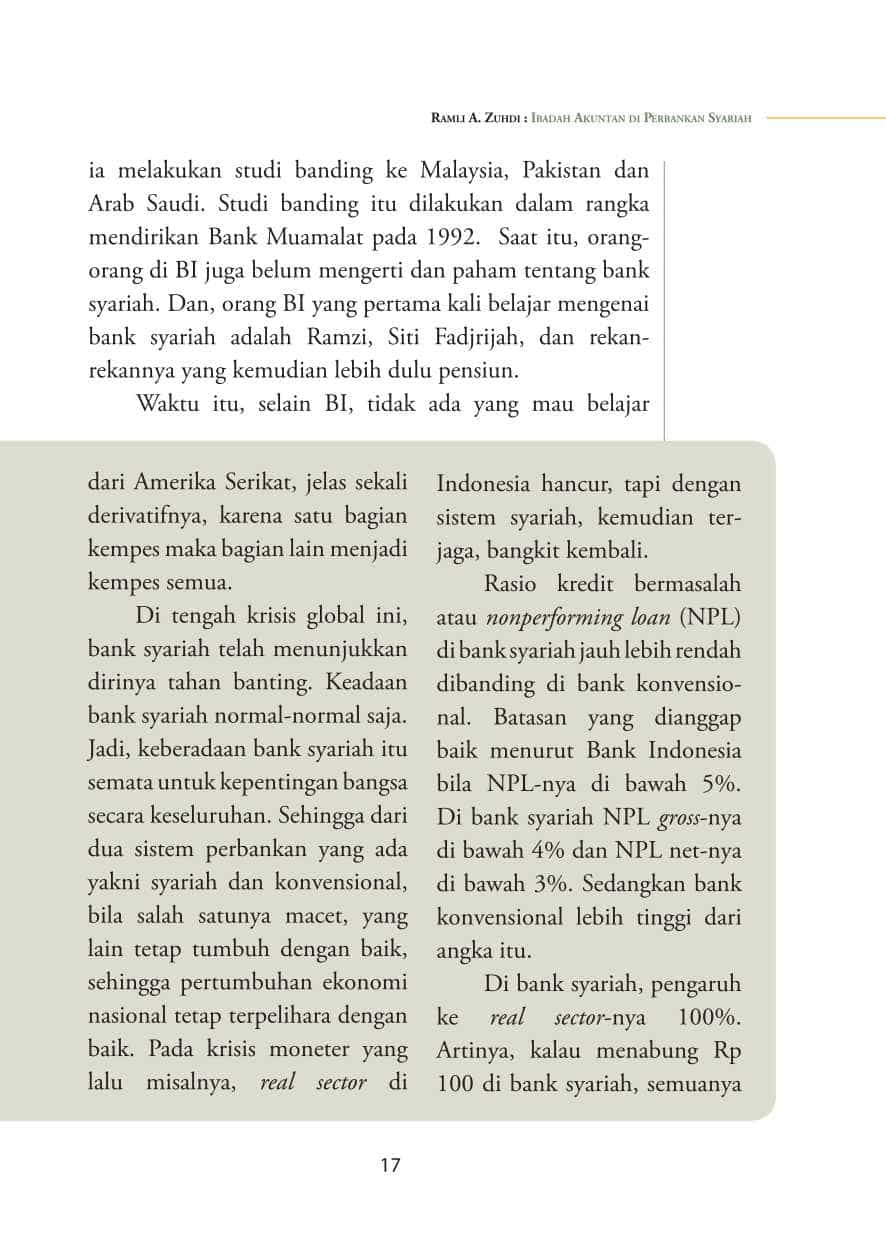 Ramli A. Zuhdi : Ibadah Akuntan di Perbankan Syariah
ia melakukan studi banding ke Malaysia, Pakistan dan
Arab Saudi. Studi banding itu dilakukan dalam rangka
mendirikan Bank Muamalat pada 1992. Saat itu, orang-
orang di BI juga belum mengerti dan paham tentang bank
syariah. Dan, orang BI yang pertama kali belajar mengenai
bank syariah adalah Ramzi, Siti Fadjrijah, dan rekan-
rekannya yang kemudian lebih dulu pensiun.
Waktu itu, selain BI, tidak ada yang mau belajar
dari Amerika Serikat, jelas sekali
derivatifnya, karena satu bagian
kempes maka bagian lain menjadi
kempes semua.
Di tengah krisis global ini,
bank syariah telah menunjukkan
dirinya tahan banting. Keadaan
bank syariah normal-normal saja.
Jadi, keberadaan bank syariah itu
semata untuk kepentingan bangsa
secara keseluruhan. Sehingga dari
dua sistem perbankan yang ada
yakni syariah dan konvensional,
bila salah satunya macet, yang
lain tetap tumbuh dengan baik,
sehingga pertumbuhan ekonomi
nasional tetap terpelihara dengan
baik. Pada krisis moneter yang
lalu misalnya, real sector di
Indonesia hancur, tapi dengan
sistem syariah, kemudian ter-
jaga, bangkit kembali.
Rasio kredit bermasalah
atau nonperforming loan (NPL)
di bank syariah jauh lebih rendah
dibanding di bank konvensio-
nal. Batasan yang dianggap
baik menurut Bank Indonesia
bila NPL-nya di bawah 5%.
Di bank syariah NPL gross-nya
di bawah 4% dan NPL net-nya
di bawah 3%. Sedangkan bank
konvensional lebih tinggi dari
angka itu.
Di bank syariah, pengaruh
ke real sector-nya 100%.
Artinya, kalau menabung Rp
100 di bank syariah, semuanya
17